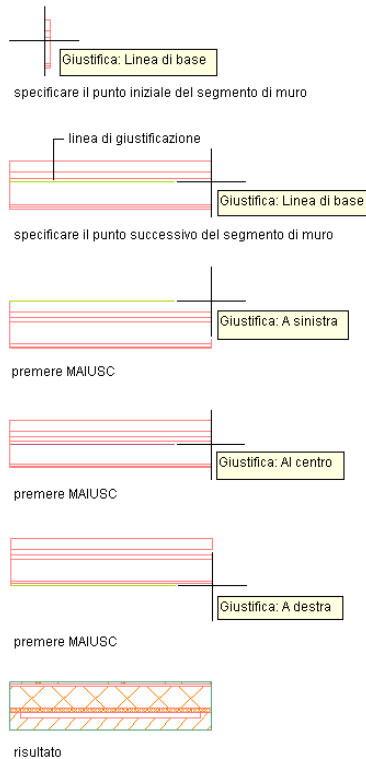 Giustifica: Linea di base
specificare il punto iniziale del segmento di muro
linea di giustificazione
Giustifica: Linea di base
specificare il punto successivo del segmento di muro
Giustifica: A sinistra
premere MAIUSC
Giustifica: Al centro
premere MAIUSC
Giustifica: A destra
premere MAIUSC
risultato